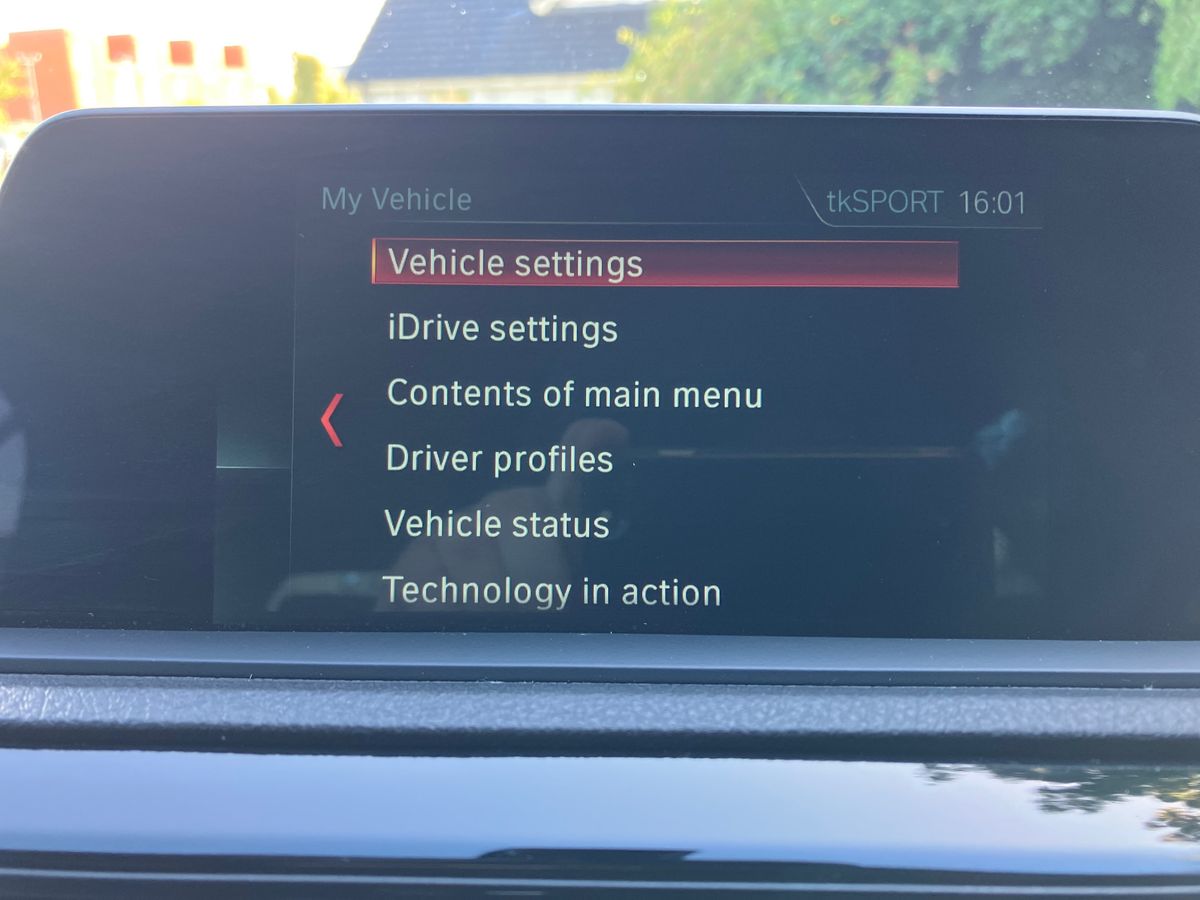 My Vehicle
tkSPORT 16:01
Vehicle settings
iDrive settings
Contents of main menu
Driver profiles
Vehicle status
Technology in action